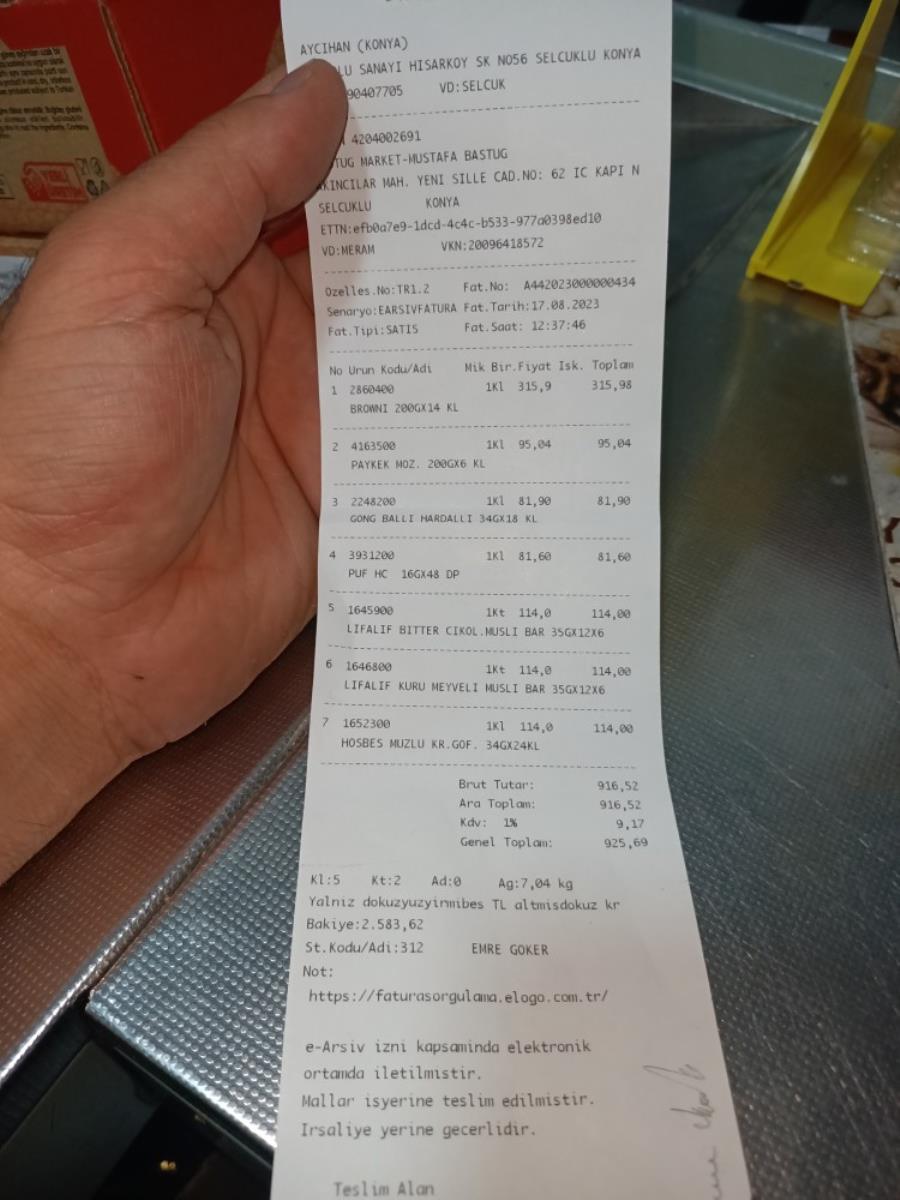 AYCIHAN (KONYA)
LU SANAYI HISARKOY SK NO56 SELCUKLU KONYA
90407705 VD:SELCUK
4204002691
TUG MARKET-MUSTAFA BASTUG
AKINCILAR MAH. YENI SILLE CAD.NO: 62 IC KAPI N
SELCUKLU KONYA
ETTN:efb0a7e9-1dcd-4c4c-b533-977a0398ed10
VD:MERAM VKN:20096418572
Ozelles.No:TR1.2 Fat.No: A442023000000434
Senaryo:EARSIVFATURA Fat.Tarih:17.08.2023
Fat.Tipi:SATIS Fat.Saat: 12:37:46
No Urun Kodu/Adi Mik Bir.Fiyat Isk. Toplam
1 2860400 1Kl 315,9 315,98
BROWNI 200GX14 KL
2 4163500 1Kl 95,04 95,04
PAYKEK MOZ. 200GX6 KL
3 2248200 1Kl 81,90 81,90
GONG BALLI HARDALLI 34GX18 KL
4 3931200 1Kl 81,60 81,60
PUF HC 16GX48 DP
5 1645900 1Kt 114,0 114,00
LIFALIF BITTER CIKOL.MUSLI BAR 35GX12X6
6 1646800 1Kt 114,0 114,00
LIFALIF KURU MEYVELI MUSLI BAR 35GX12X6
7 1652300 1Kl 114,0 114,00
HOSBES MUZLU KR.GOF. 34GX24KL
Brut Tutar: 916,52
Ara Toplam: 916,52
Kdv: 1% 9,17
Genel Toplam: 925,69
Kl:5 Kt:2 Ad:0 Ag:7,04 kg
Yalniz dokuzyuzyirmibes TL altmisdokuz kr
Bakiye:2.583,62
St.Kodu/Adi:312 EMRE GOKER
Not:
https://faturasorgulama.elogo.com.tr/
e-Arsiv izni kapsaminda elektronik
ortamda iletilmistir.
Mallar isyerine teslim edilmistir.
Irsaliye yerine gecerlidir.
Teslim Alan